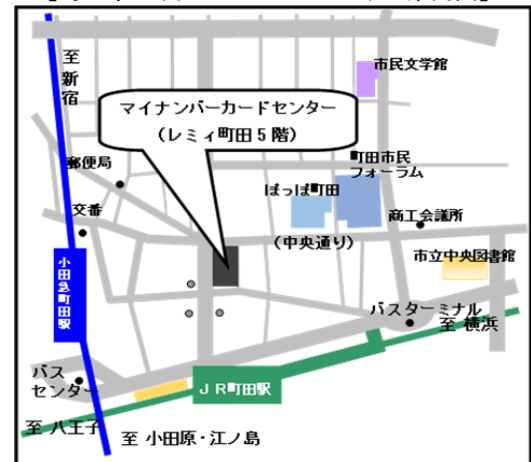 至新宿
市民文学館
マイナンバーカードセンター
（レミィ町田５階）
郵便局
町田市民
フォーラム
ぽっぽ町田
交番
商工会議所
（中央通り）
市立中央図書館
小田急町田駅
バスターミナル
至 横浜
バス
センター
ＪＲ町田駅
至 八王子
至 小田原・江ノ島